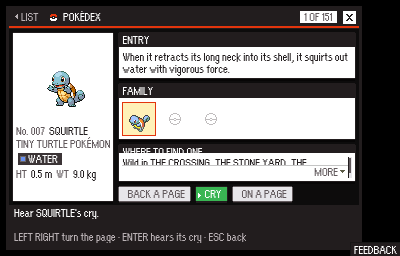 LIST
POKÉDEX
1 OF 151
X
ENTRY
When it retracts its long neck into its shell, it squirts out
water with vigorous force.
FAMILY
No. 007 SQUIRTLE
TINY TURTLE POKéMON
WATER
HT 0.5 m WT 9.0 kg
WHERE TO FIND ONE
Wild in THE CROSSING, THE STONE YARD, THE
MORE
BACK A PAGE
CRY
ON A PAGE
Hear SQUIRTLE's cry.
LEFT RIGHT turn the page · ENTER hears its cry · ESC back
FEEDBACK